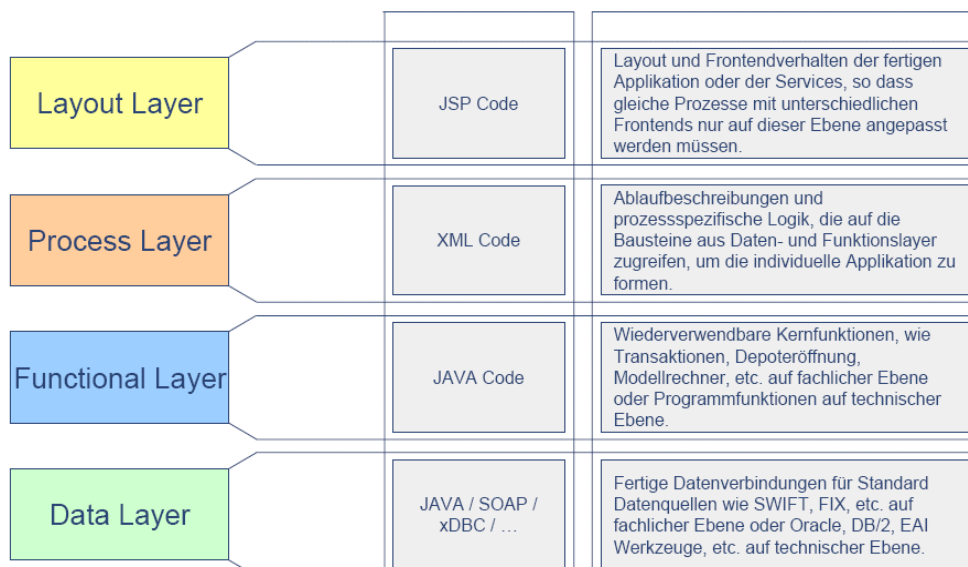 Layout Layer
JSP Code
Layout und Frontendverhalten der fertigen
Applikation oder der Services, so dass
gleiche Prozesse mit unterschiedlichen
Frontends nur auf dieser Ebene angepasst
werden müssen.
Process Layer
XML Code
Ablaufbeschreibungen und
prozessspezifische Logik, die auf die
Bausteine aus Daten- und Funktionslayer
zugreifen, um die individuelle Applikation zu
formen.
Functional Layer
JAVA Code
Wiederverwendbare Kernfunktionen, wie
Transaktionen, Depoteröffnung,
Modellrechner, etc. auf fachlicher Ebene
oder Programmfunktionen auf technischer
Ebene.
Data Layer
JAVA / SOAP /
xDBC / …
Fertige Datenverbindungen für Standard
Datenquellen wie SWIFT, FIX, etc. auf
fachlicher Ebene oder Oracle, DB/2, EAI
Werkzeuge, etc. auf technischer Ebene.